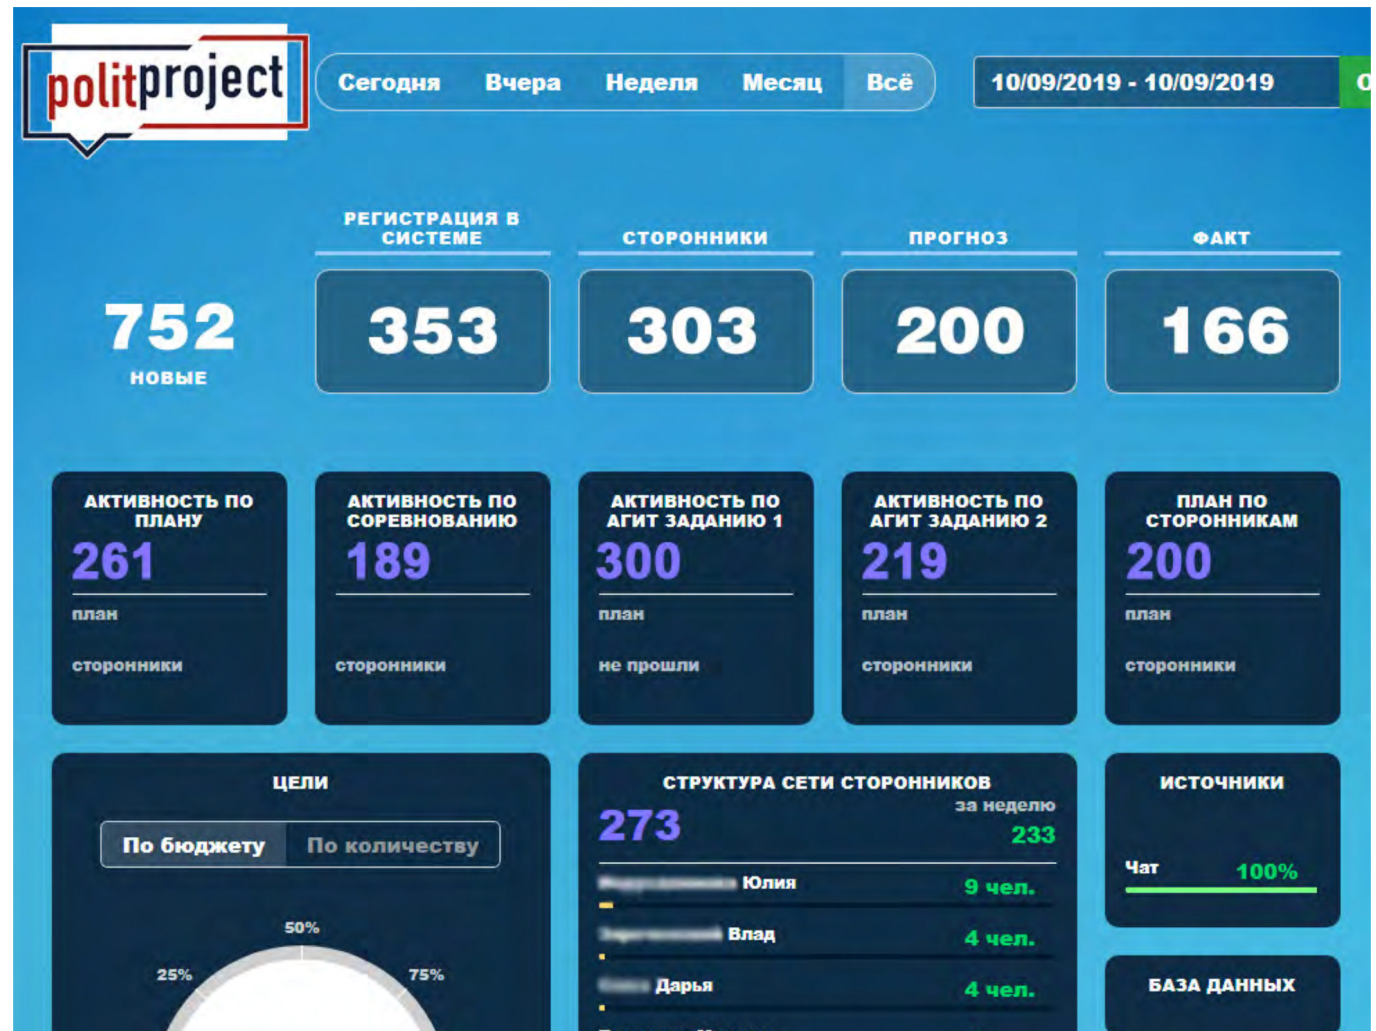 politproject
Сегодня Вчера Неделя Месяц Всё
10/09/2019 - 10/09/2019
РЕГИСТРАЦИЯ В
СИСТЕМЕ
СТОРОННИКИ
ПРОГНОЗ
ФАКТ
752
НОВЫЕ
353
303
200
166
АКТИВНОСТЬ ПО
ПЛАНУ
261
план
сторонники
АКТИВНОСТЬ ПО
СОРЕВНОВАНИЮ
189
сторонники
АКТИВНОСТЬ ПО
АГИТ ЗАДАНИЮ 1
300
план
не прошли
АКТИВНОСТЬ ПО
АГИТ ЗАДАНИЮ 2
219
план
сторонники
ПЛАН ПО
СТОРОННИКАМ
200
план
сторонники
ЦЕЛИ
По бюджету По количеству
50%
25%
75%
СТРУКТУРА СЕТИ СТОРОННИКОВ
за неделю
273
233
Юлия 9 чел.
Влад 4 чел.
Дарья 4 чел.
ИСТОЧНИКИ
Чат 100%
БАЗА ДАННЫХ